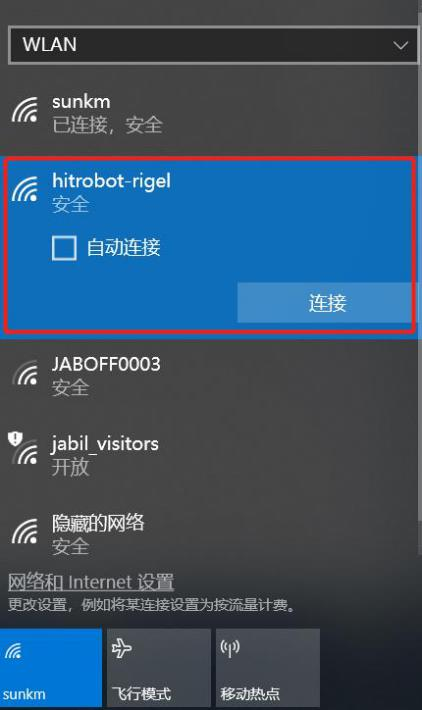 WLAN
sunkm
已连接，安全
hitrobot-rigel
安全
自动连接
连接
JABOFF0003
安全
jabil_visitors
开放
隐藏的网络
安全
网络和 Internet 设置
更改设置，例如将某连接设置为按流量计费。
sunkm
飞行模式
移动热点